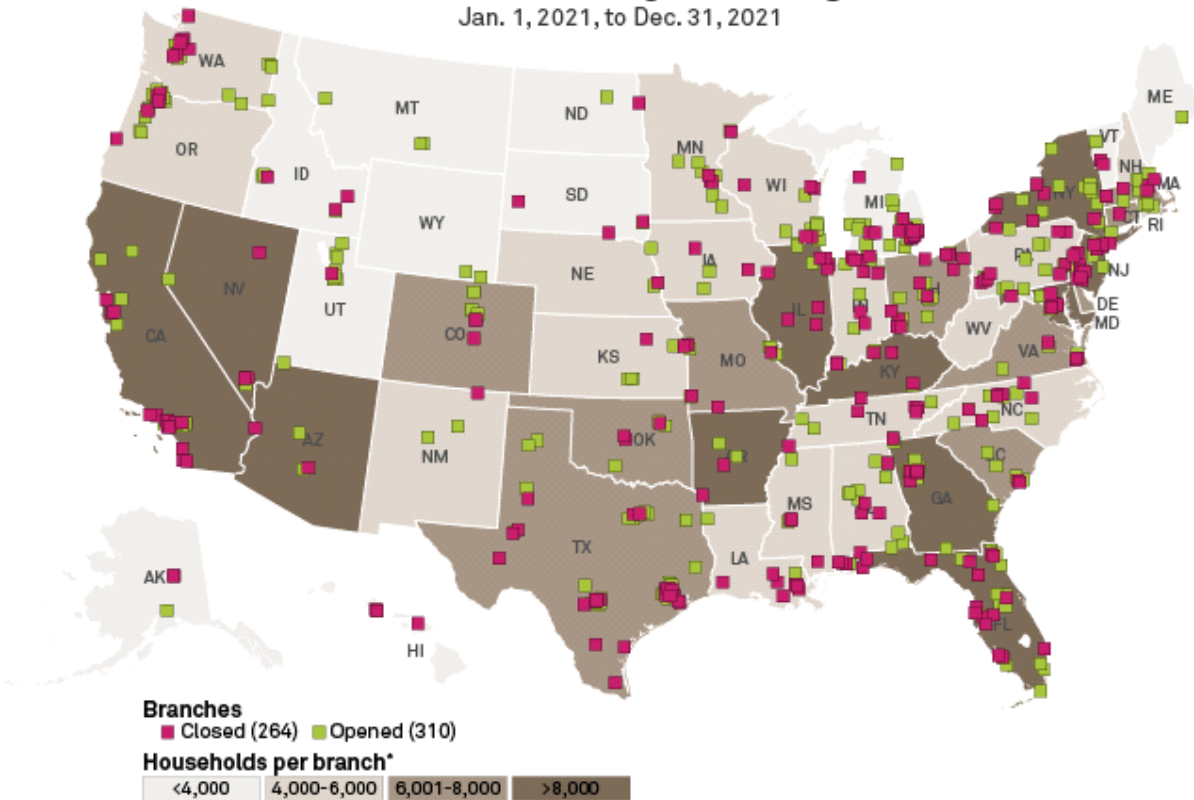 Jan. 1, 2021, to Dec. 31, 2021
WA
MT
ND
MN
ME
VT
NH
OR
ID
SD
WI
MI
NY
MA
CT
RI
WY
IA
NE
NJ
NV
UT
CO
IL
DE
MD
WV
CA
KS
MO
VA
KY
AZ
NM
OK
TN
NC
MS
GA
TX
LA
AK
FL
HI
Branches
Closed (264) Opened (310)
Households per branch*
<4,000 4,000-6,000 6,001-8,000 >8,000